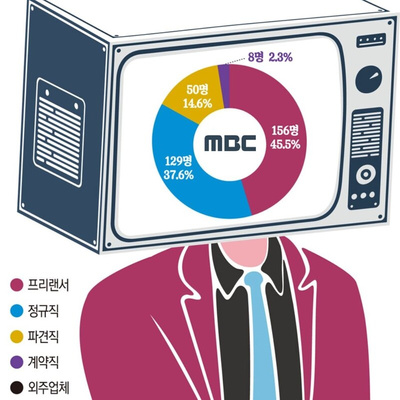 8명 2.3%
50명
14.6%
156명
45.5%
MBC
129명
37.6%
프리랜서
정규직
파견직
계약직
외주업체